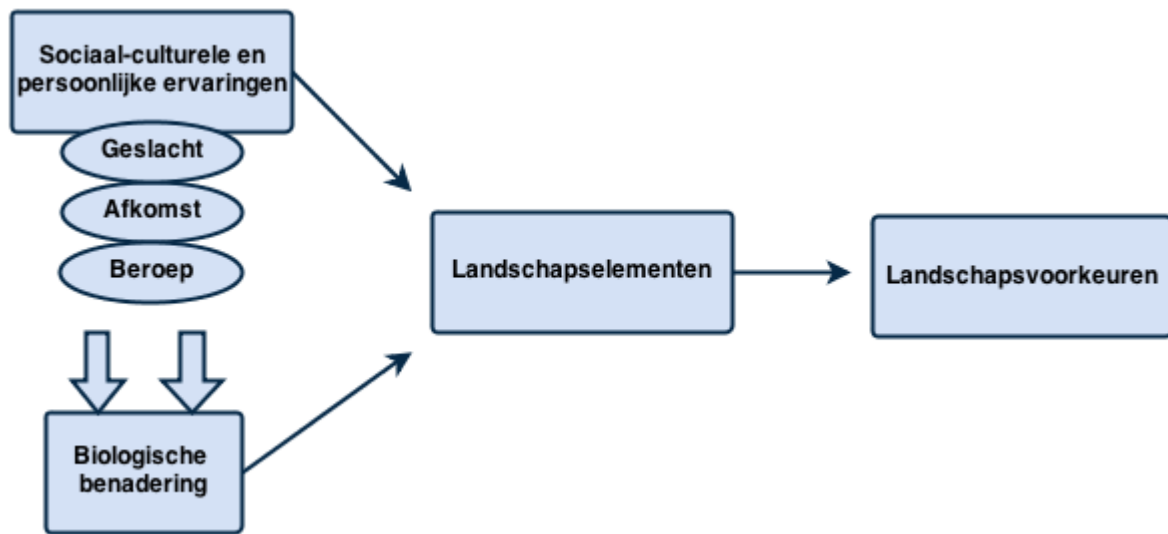 Sociaal-culturele en
persoonlijke ervaringen
Geslacht
Afkomst
Beroep
Biologische
benadering
Landschapselementen
Landschapsvoorkeuren